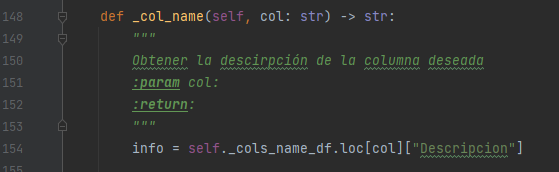 148 def _col_name(self, col: str) -> str:
149 """
150 Obtener la descirpción de la columna deseada
151 :param col:
152 :return:
153 """
154 info = self._cols_name_df.loc[col]["Descripcion"]
155